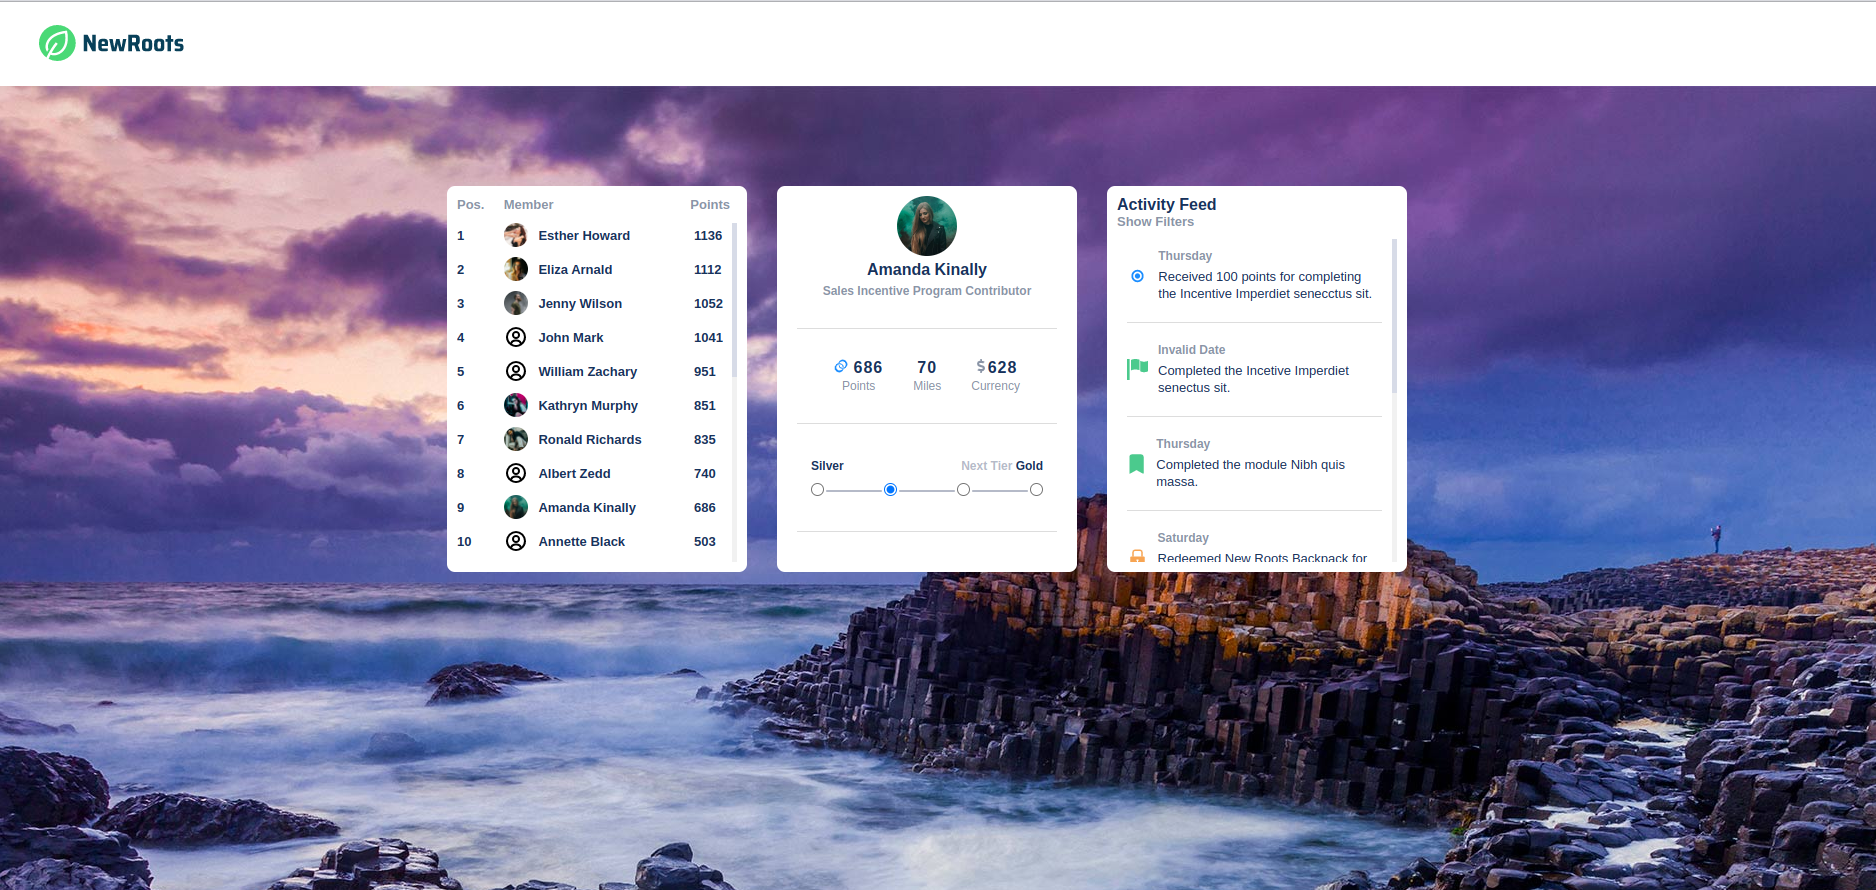 NewRoots
Pos. Member Points
1 Esther Howard 1136
2 Eliza Arnald 1112
3 Jenny Wilson 1052
4 John Mark 1041
5 William Zachary 951
6 Kathryn Murphy 851
7 Ronald Richards 835
8 Albert Zedd 740
9 Amanda Kinally 686
10 Annette Black 503
Amanda Kinally
Sales Incentive Program Contributor
686 70 $628
Points Miles Currency
Silver Next Tier Gold
Activity Feed
Show Filters
Thursday
Received 100 points for completing
the Incentive Imperdiet senecctus sit.
Invalid Date
Completed the Incetive Imperdiet
senectus sit.
Thursday
Completed the module Nibh quis
massa.
Saturday
Redeemed New Roots Backpack for